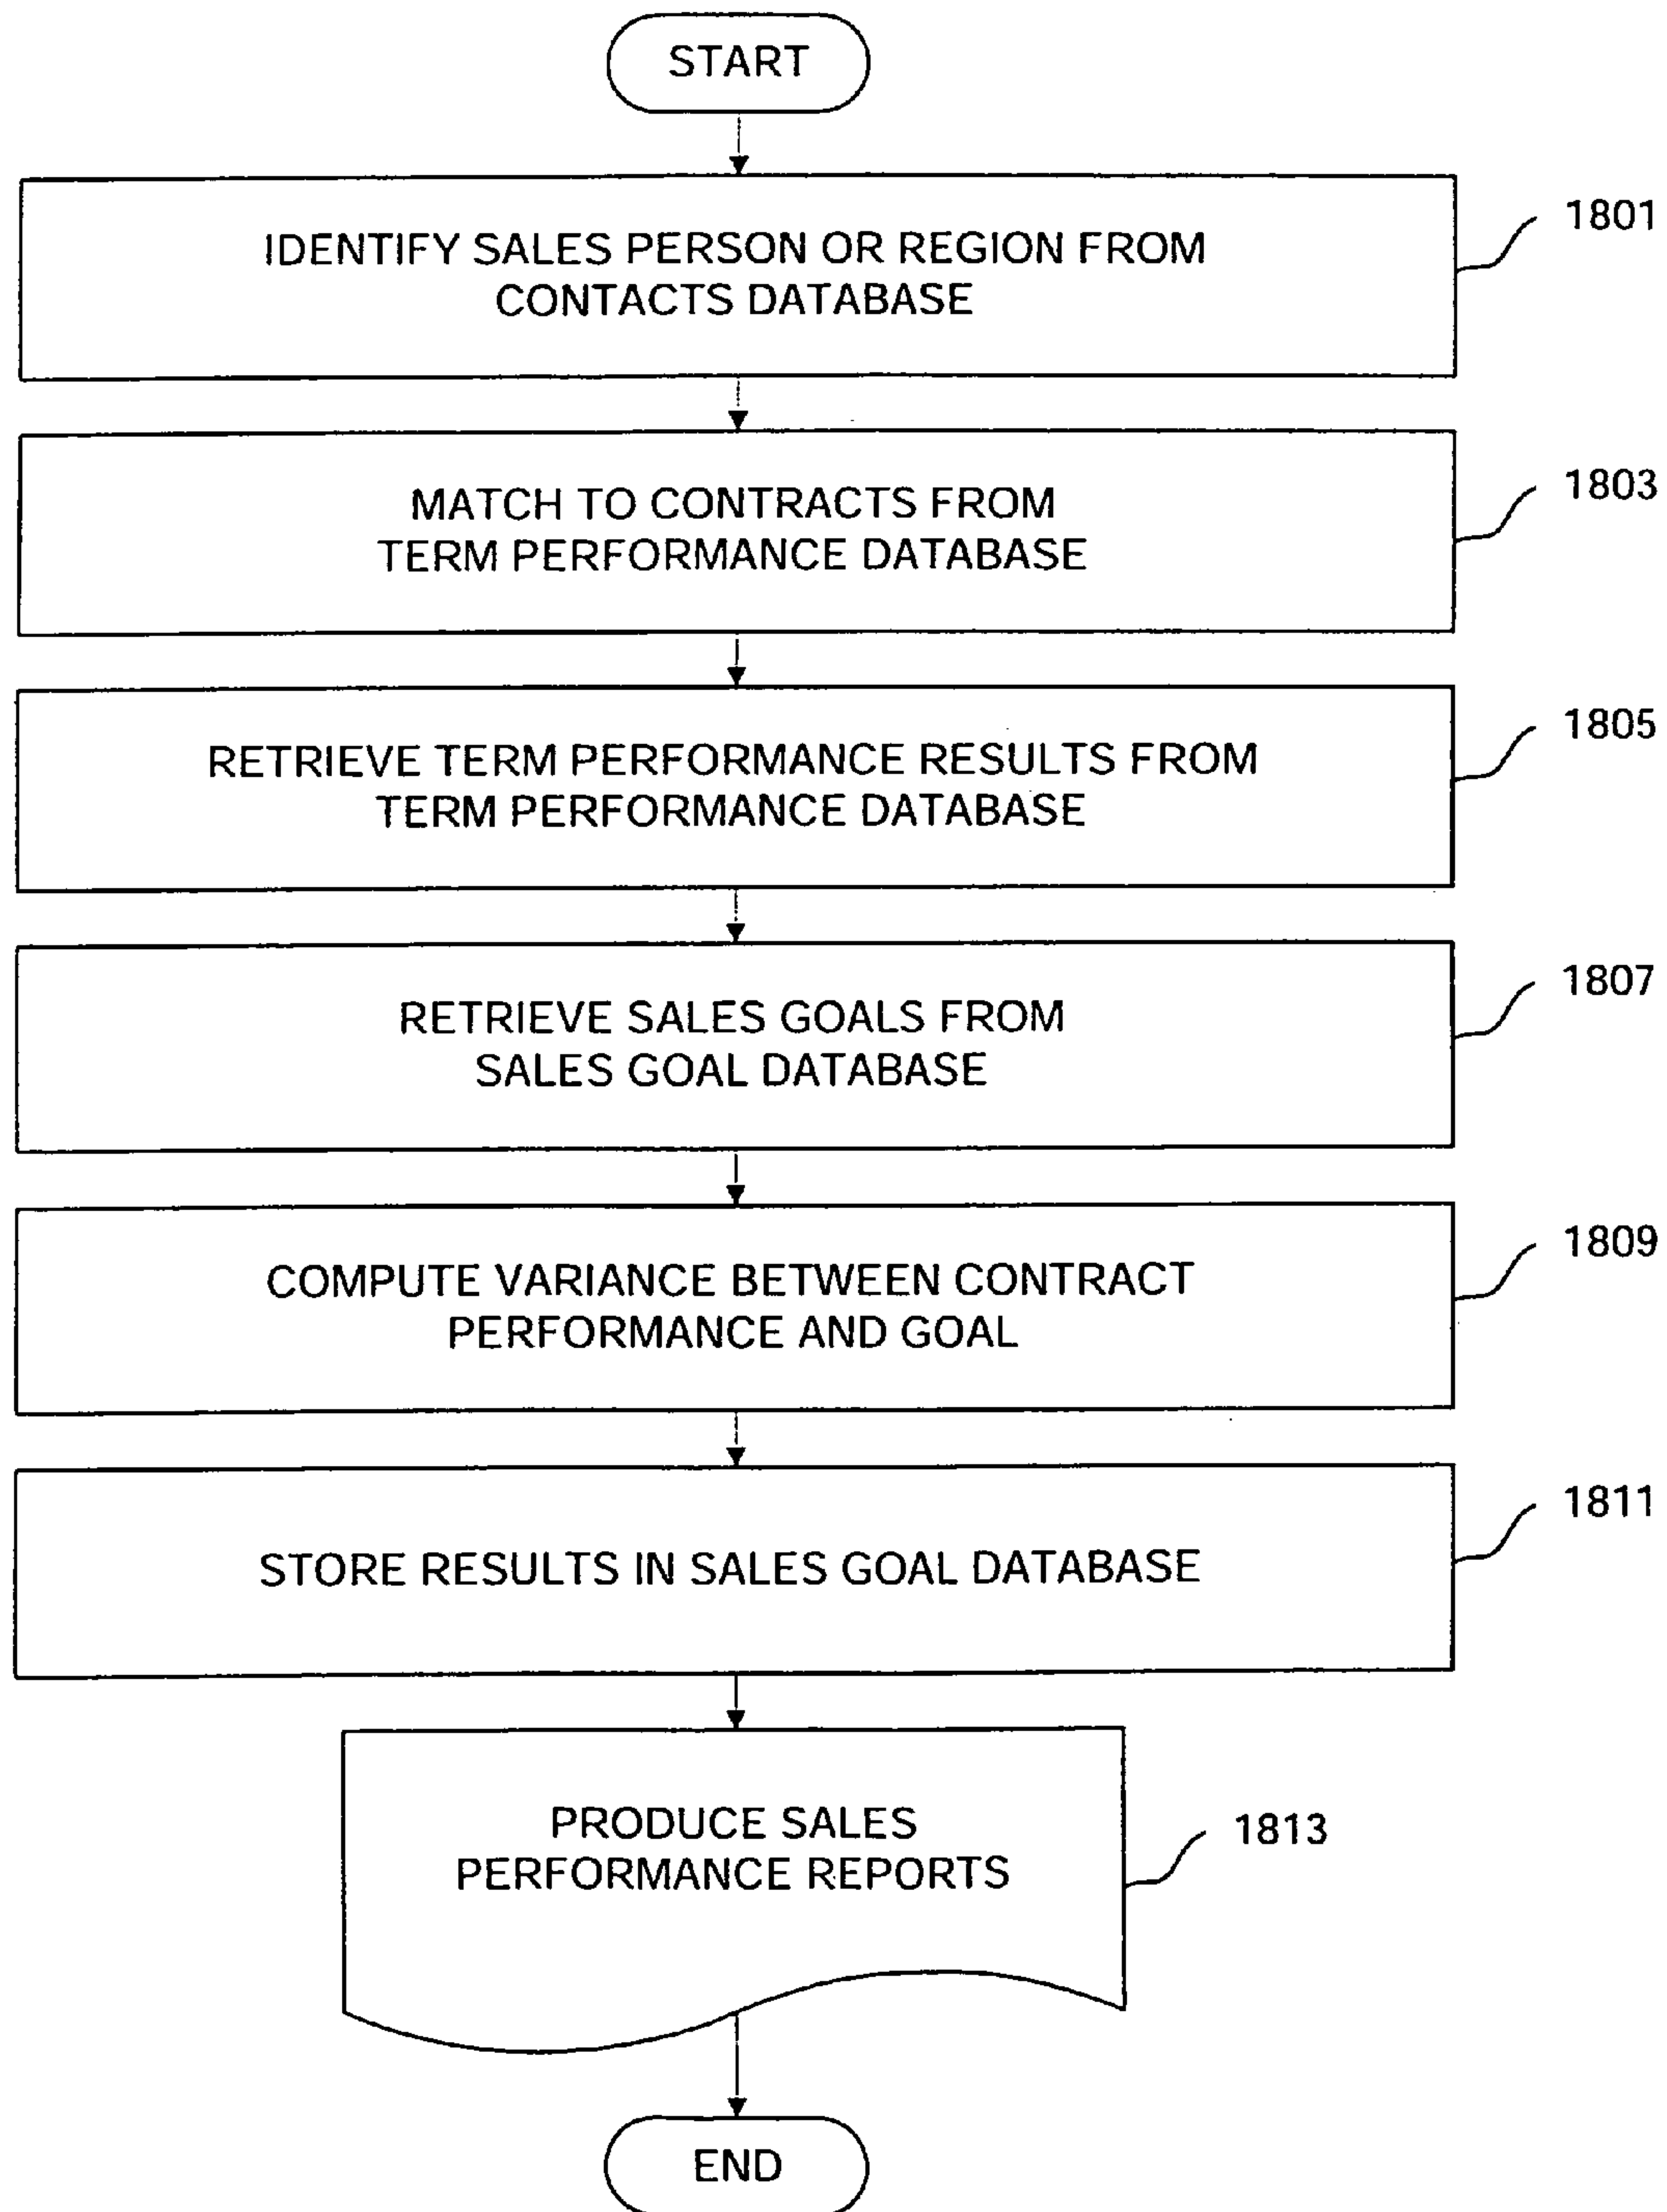 START
IDENTIFY SALES PERSON OR REGION FROM
CONTACTS DATABASE
1801
MATCH TO CONTRACTS FROM
TERM PERFORMANCE DATABASE
1803
RETRIEVE TERM PERFORMANCE RESULTS FROM
TERM PERFORMANCE DATABASE
1805
RETRIEVE SALES GOALS FROM
SALES GOAL DATABASE
1807
COMPUTE VARIANCE BETWEEN CONTRACT
PERFORMANCE AND GOAL
1809
STORE RESULTS IN SALES GOAL DATABASE
1811
PRODUCE SALES
PERFORMANCE REPORTS
1813
END